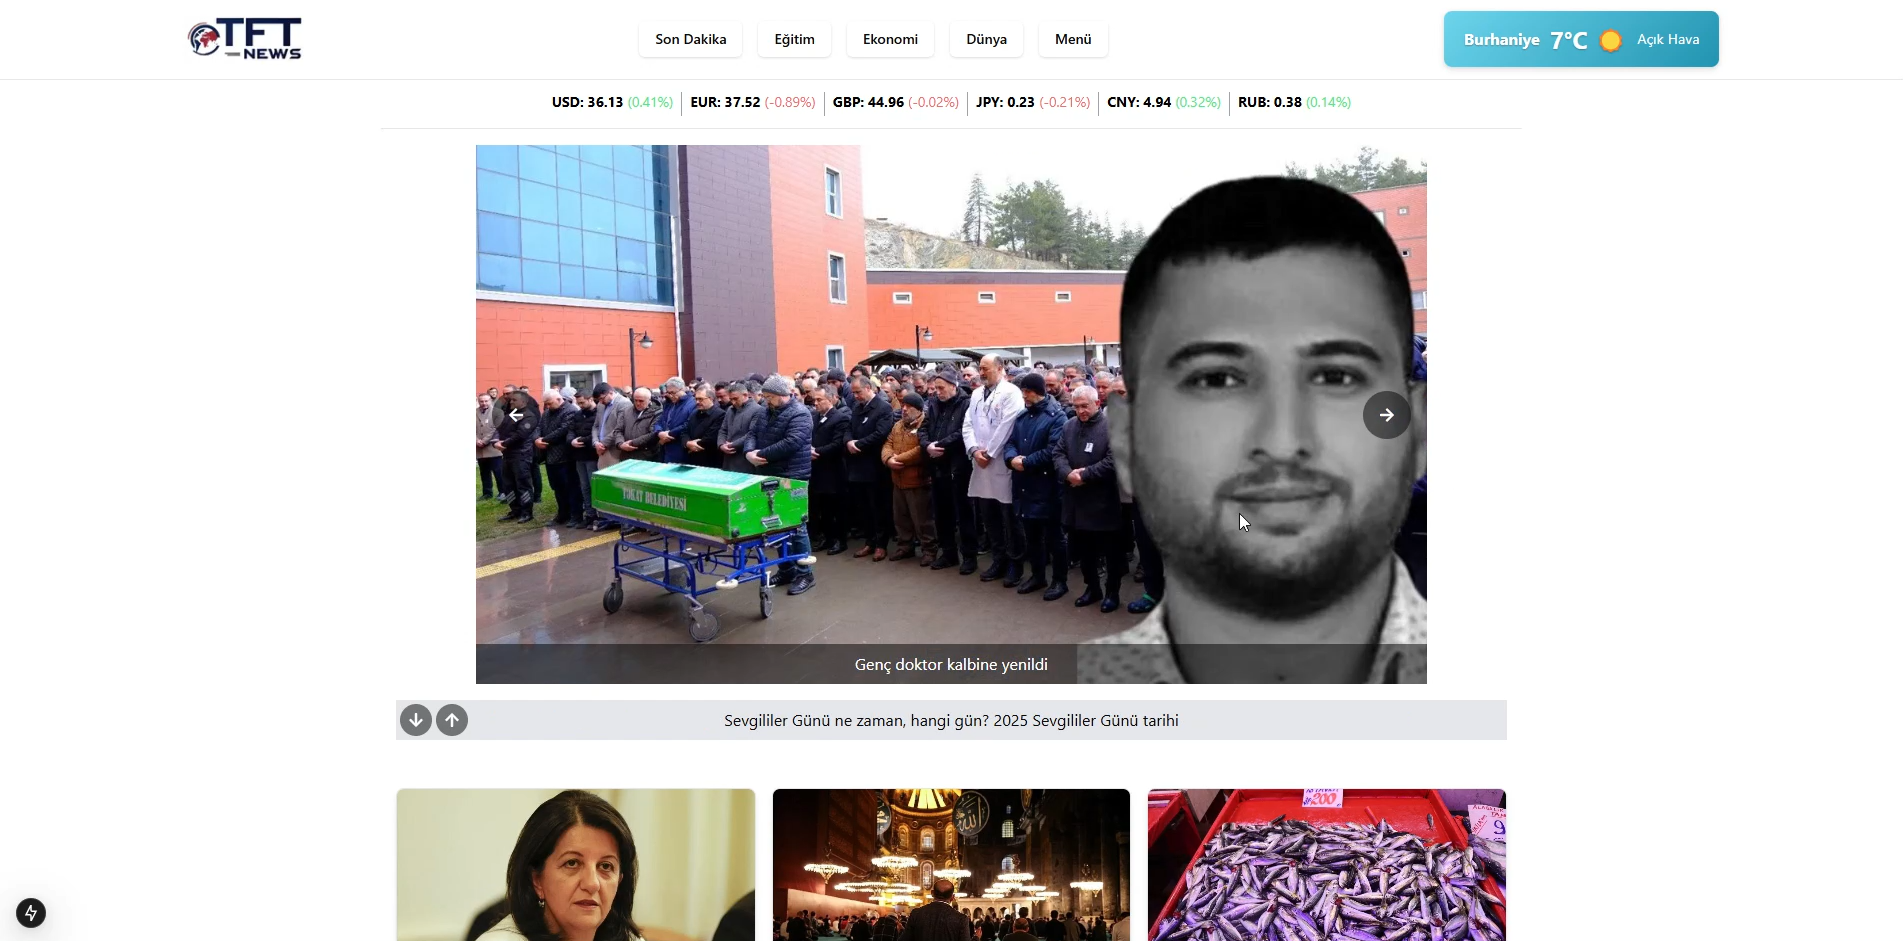 TFT
NEWS
Son Dakika
Eğitim
Ekonomi
Dünya
Menü
Burhaniye 7°C Açık Hava
USD: 36.13 (0.41%) EUR: 37.52 (-0.89%) GBP: 44.96 (-0.02%) JPY: 0.23 (-0.21%) CNY: 4.94 (0.32%) RUB: 0.38 (0.14%)
TOKAT BELEDİYESİ
Genç doktor kalbine yenildi
Sevgililer Günü ne zaman, hangi gün? 2025 Sevgililer Günü tarihi
200
9